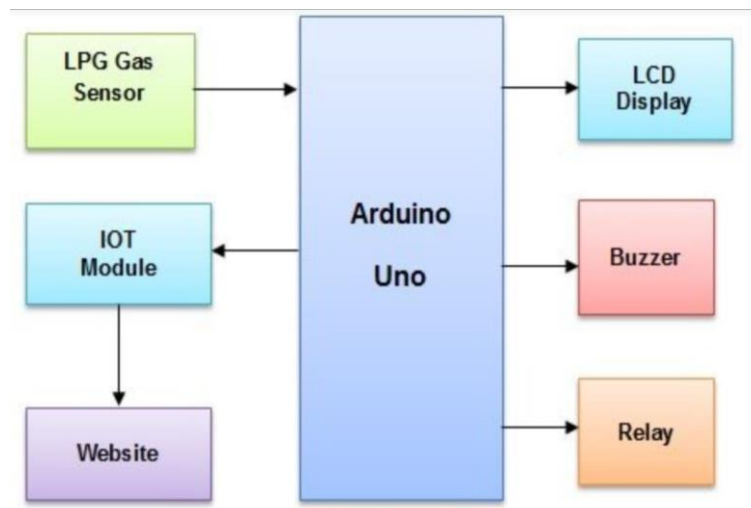 LPG Gas
Sensor
LCD
Display
Arduino
Uno
IOT
Module
Buzzer
Website
Relay